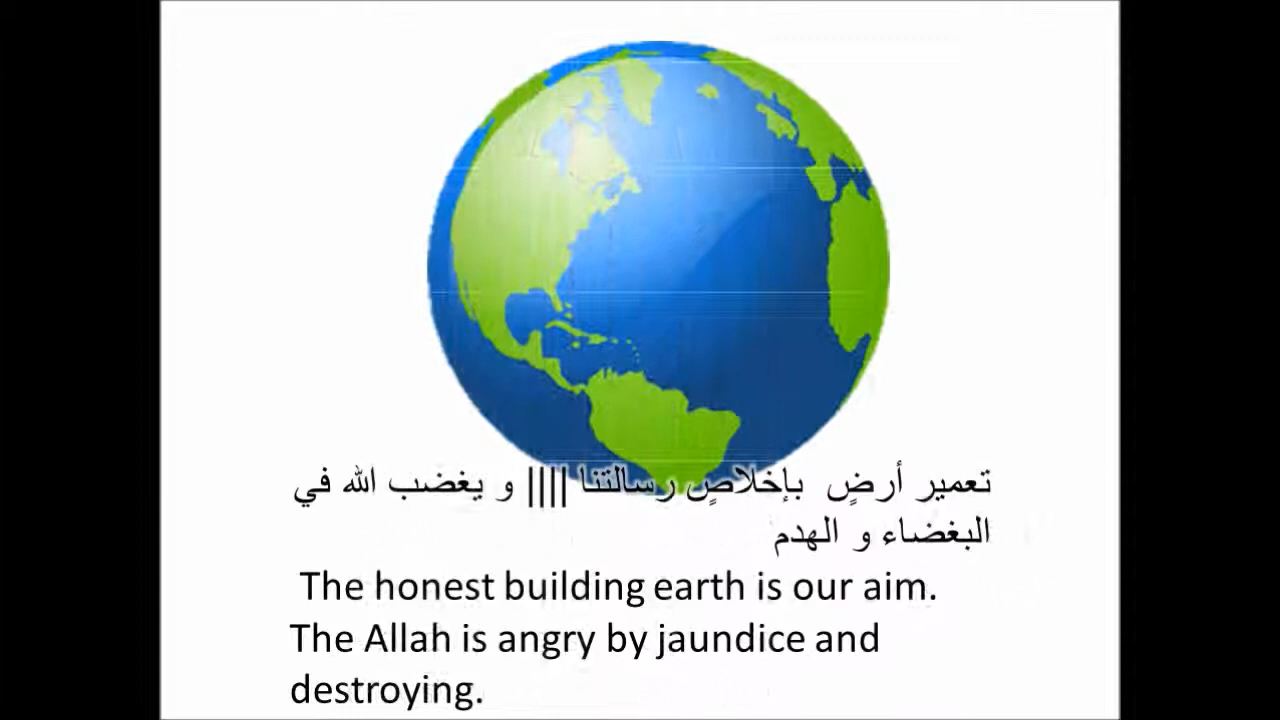 تعمير أرضٍ بإخلاصٍ رسالتنا |||| و يغضب الله في
البغضاء و الهدم
The honest building earth is our aim.
The Allah is angry by jaundice and
destroying.